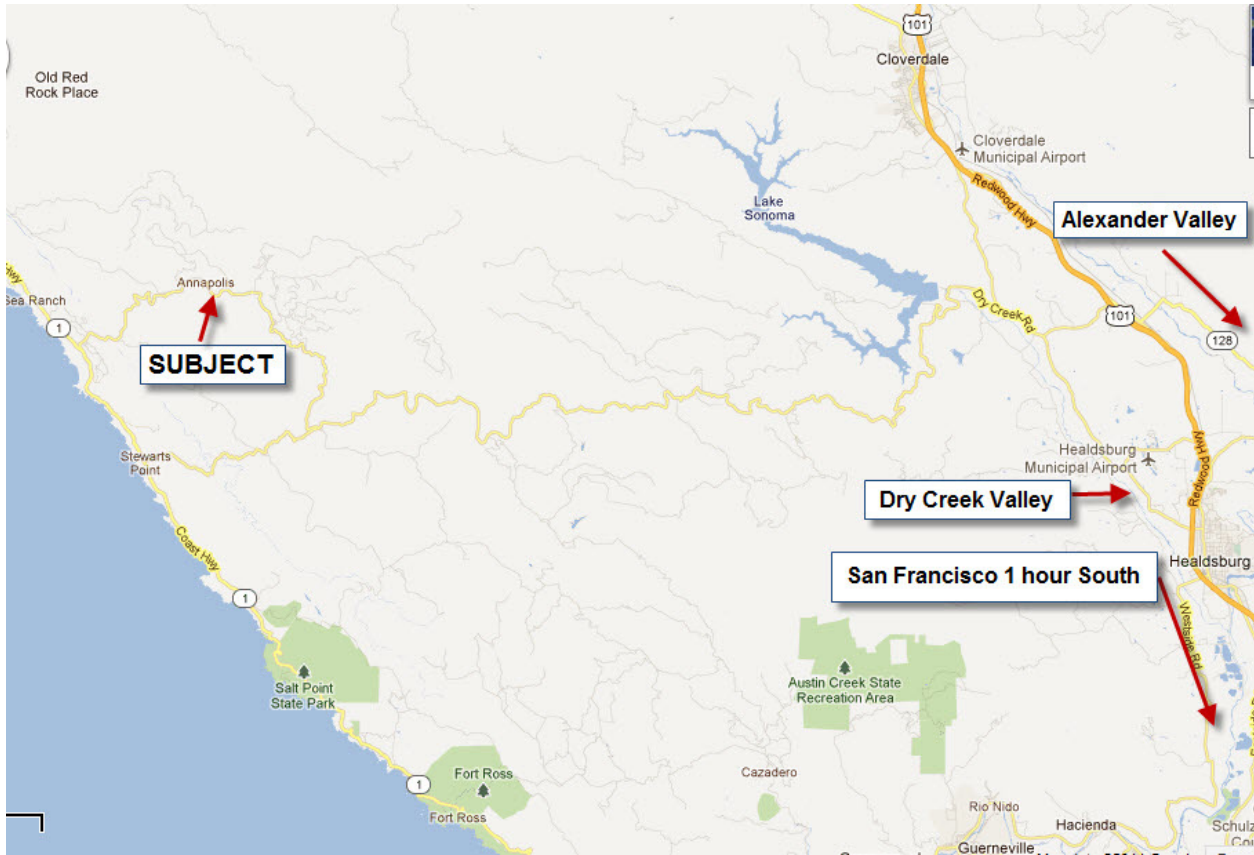 101
Cloverdale
Old Red
Rock Place
Cloverdale
Municipal Airport
Redwood Hwy
Lake
Sonoma
Alexander Valley
Hwy
Annapolis
Sea Ranch
1
SUBJECT
Dry Creek Rd
101
128
Stewarts
Point
Healdsburg
Municipal Airport
Redwood Hwy
Dry Creek Valley
Coast Hwy
San Francisco 1 hour South
Healdsburg
1
Westside Rd
Salt Point
State Park
Austin Creek State
Recreation Area
Fort Ross
1
Cazadero
Fort Ross
Rio Nido
Hacienda
Guerneville